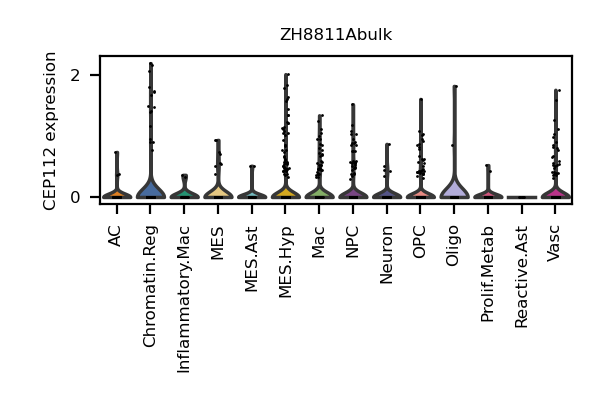 ZH8811Abulk
CEP112 expression
2
0
AC
Chromatin.Reg
Inflammatory.Mac
MES
MES.Ast
MES.Hyp
Mac
NPC
Neuron
OPC
Oligo
Prolif.Metab
Reactive.Ast
Vasc